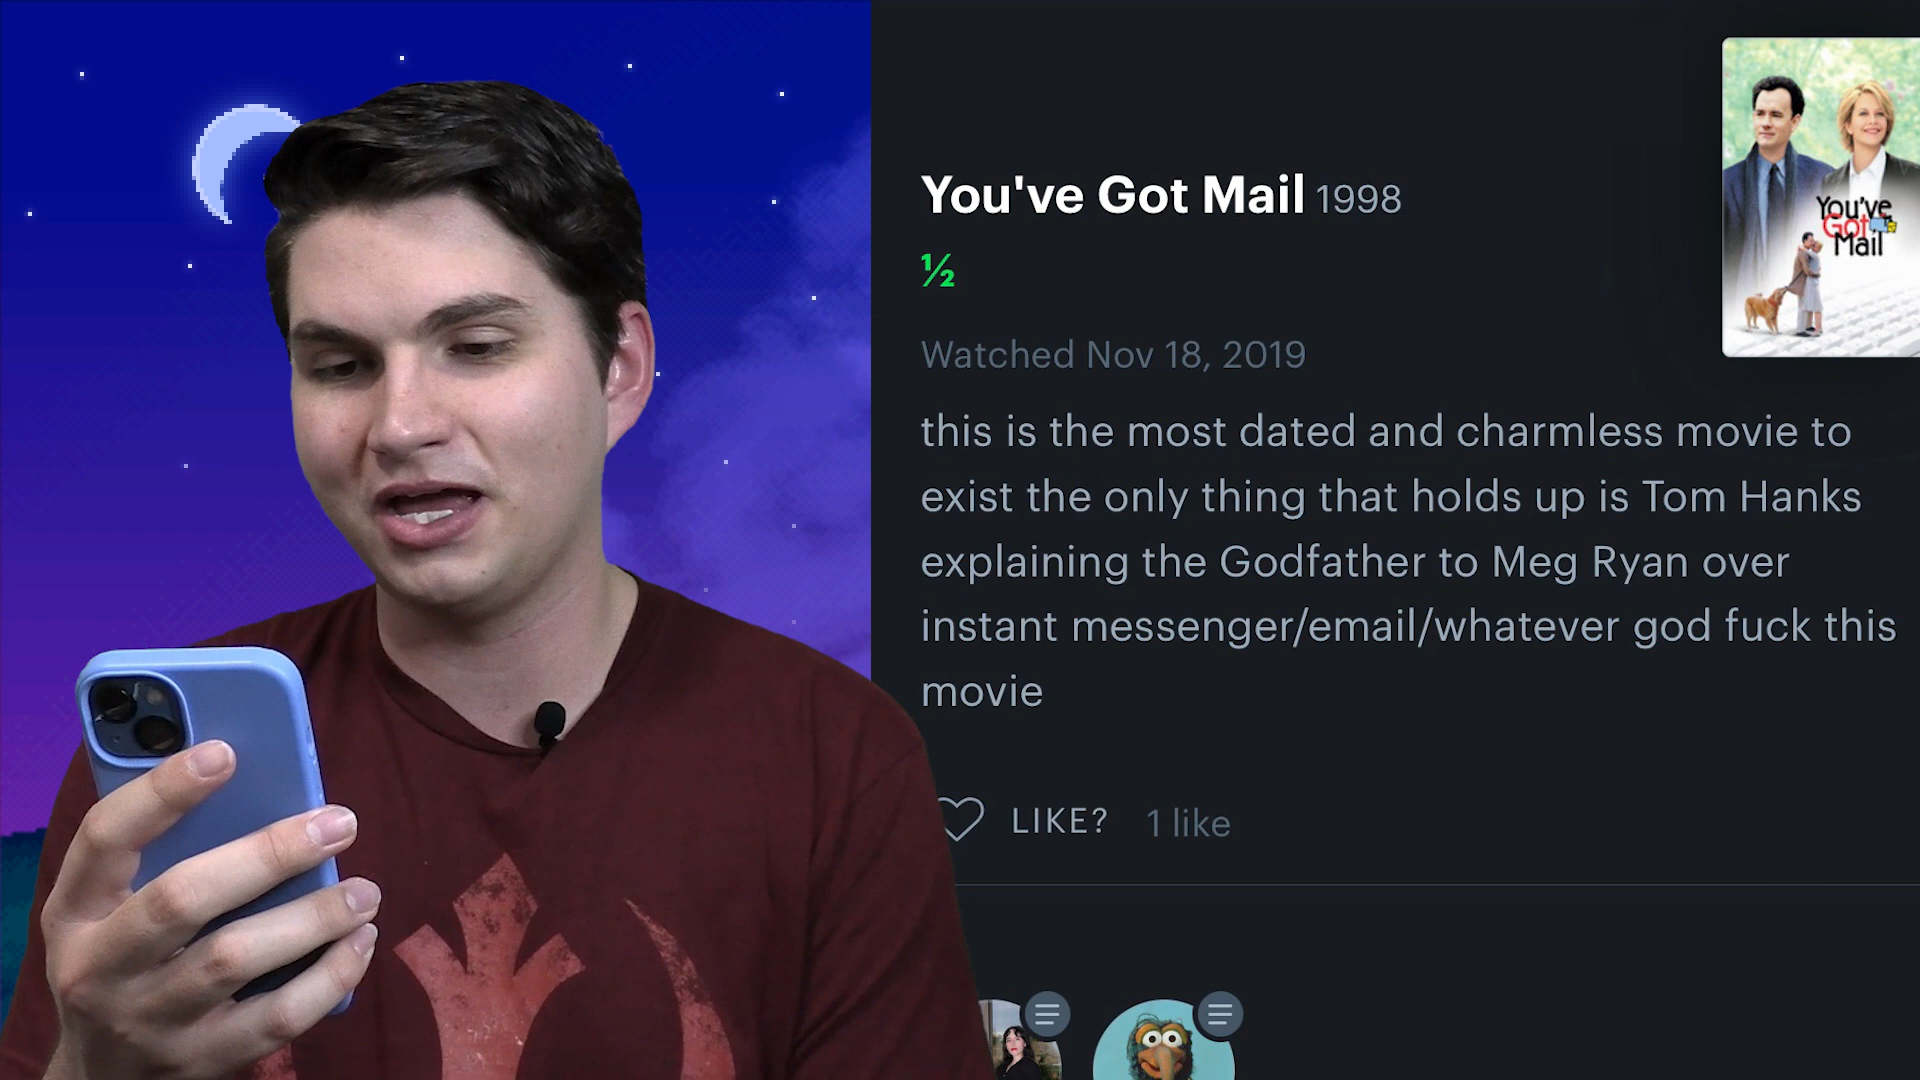 You've Got Mail 1998
½
Watched Nov 18, 2019
this is the most dated and charmless movie to
exist the only thing that holds up is Tom Hanks
explaining the Godfather to Meg Ryan over
instant messenger/email/whatever god fuck this
movie
LIKE? 1 like
You've
Got
Mail